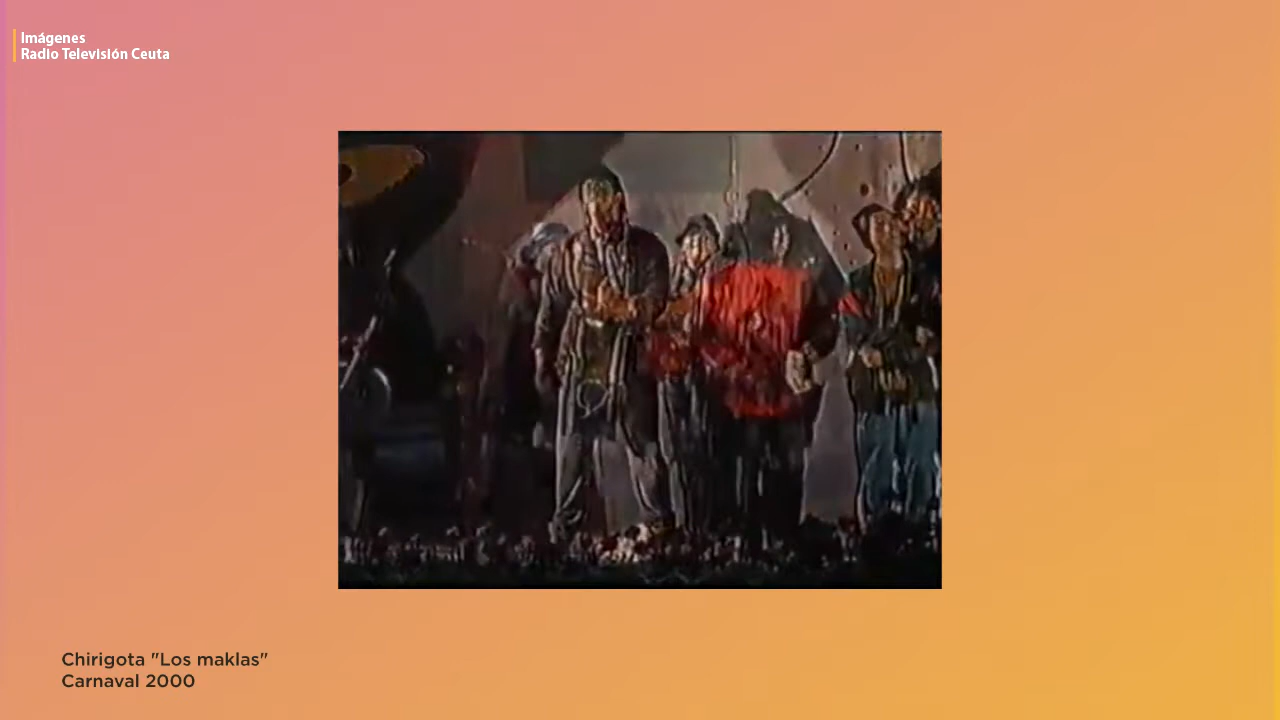 Imágenes
Radio Televisión Ceuta
Chirigota "Los maklas"
Carnaval 2000